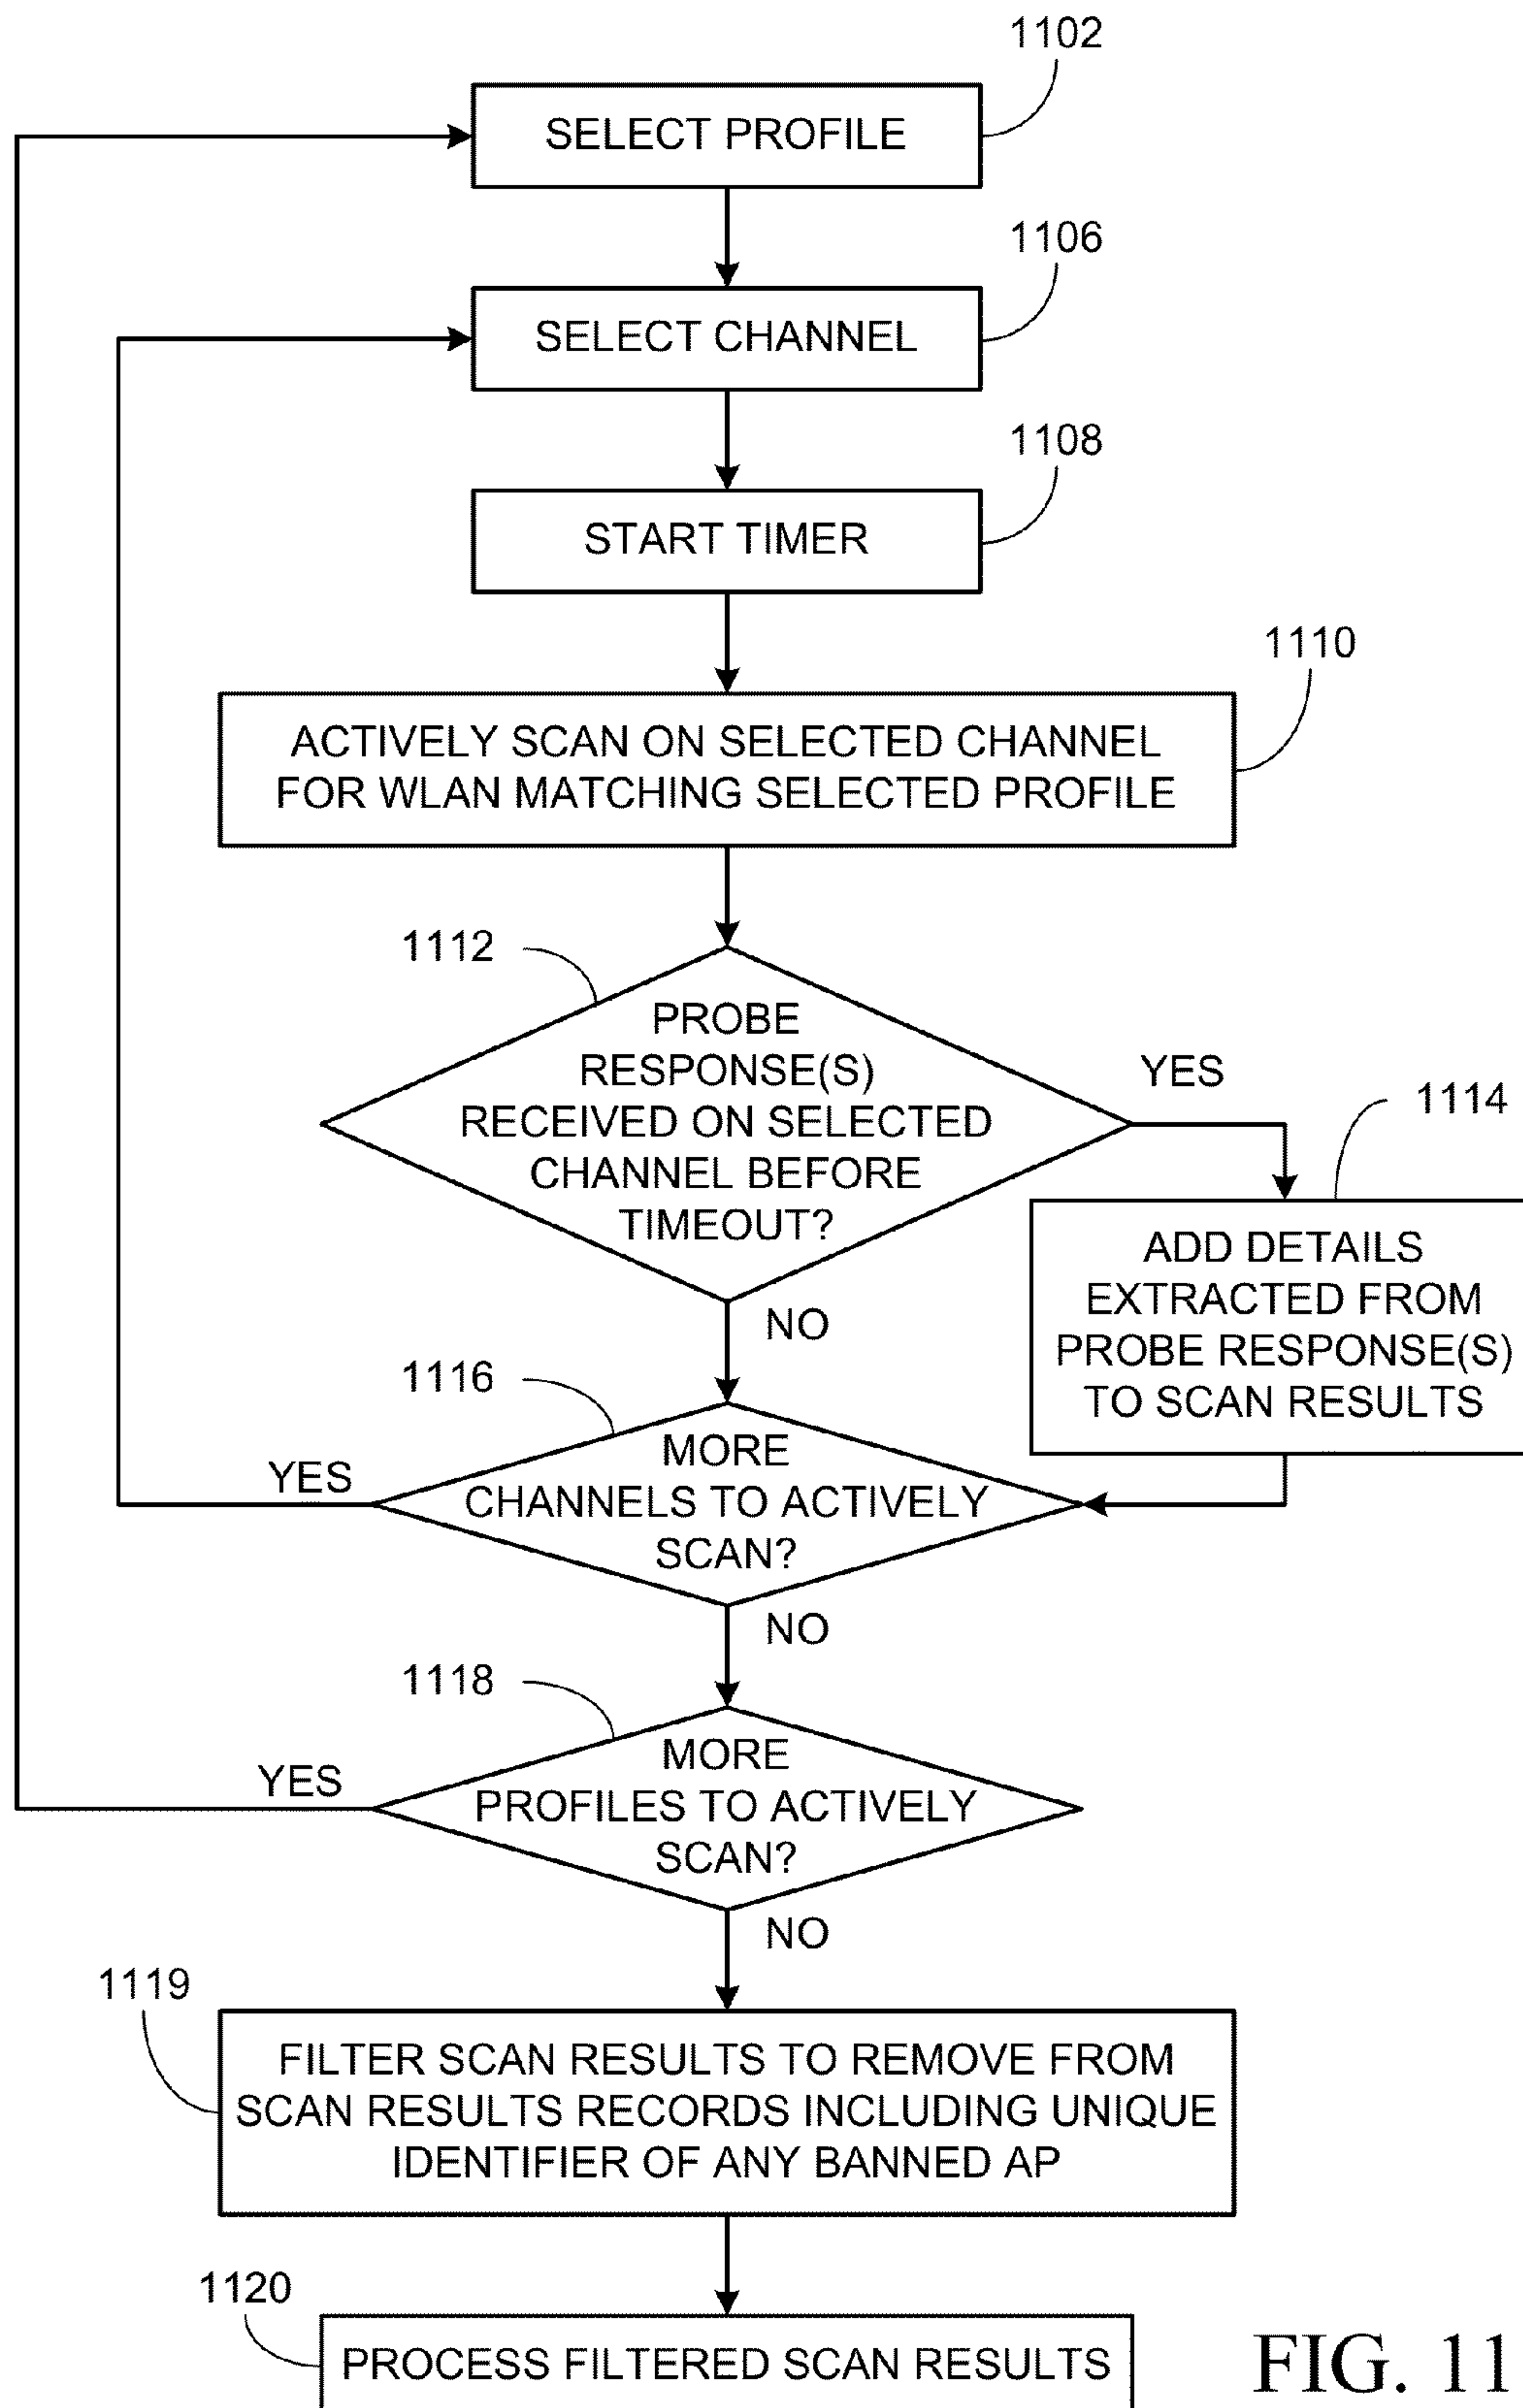 1102
SELECT PROFILE
1106
SELECT CHANNEL
1108
START TIMER
1110
ACTIVELY SCAN ON SELECTED CHANNEL
FOR WLAN MATCHING SELECTED PROFILE
1112
PROBE
RESPONSE(S)
RECEIVED ON SELECTED
CHANNEL BEFORE
TIMEOUT?
YES
1114
ADD DETAILS
EXTRACTED FROM
PROBE RESPONSE(S)
TO SCAN RESULTS
NO
1116
MORE
CHANNELS TO ACTIVELY
SCAN?
YES
NO
1118
MORE
PROFILES TO ACTIVELY
SCAN?
YES
NO
1119
FILTER SCAN RESULTS TO REMOVE FROM
SCAN RESULTS RECORDS INCLUDING UNIQUE
IDENTIFIER OF ANY BANNED AP
1120
PROCESS FILTERED SCAN RESULTS
FIG. 11